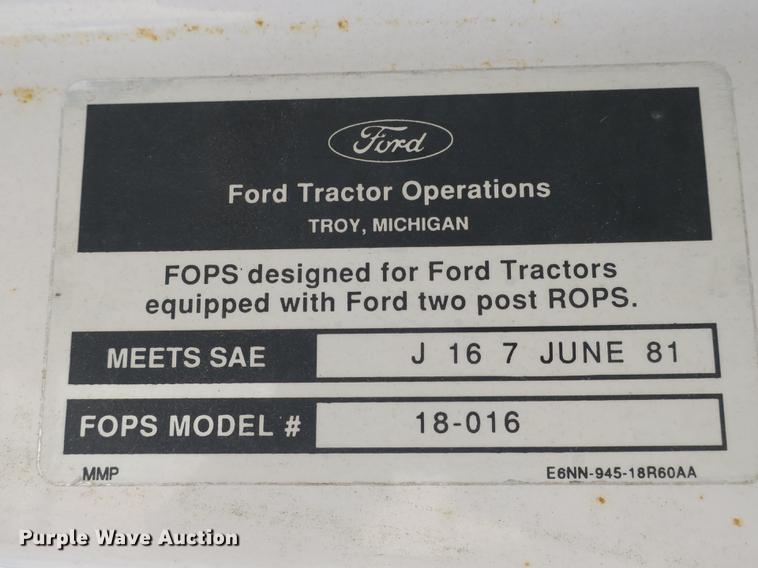 Ford
Ford Tractor Operations
TROY, MICHIGAN
FOPS designed for Ford Tractors
equipped with Ford two post ROPS.
MEETS SAE J 16 7 JUNE 81
FOPS MODEL # 18-016
MMP E6NN-945-18R60AA
Purple Wave Auction